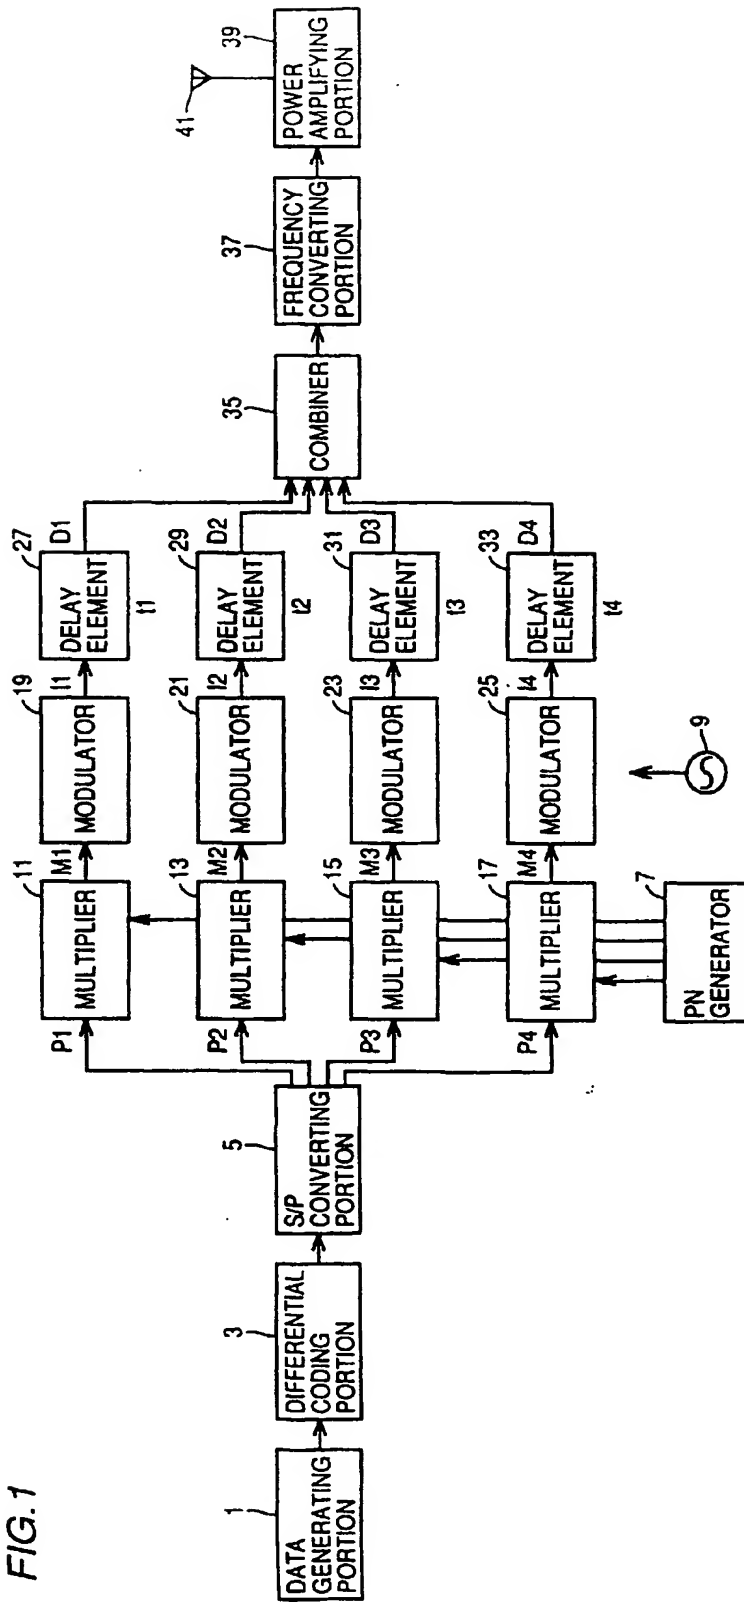 FIG.1
1
DATA
GENERATING
PORTION
3
DIFFERENTIAL
CODING
PORTION
5
S/P
CONVERTING
PORTION
P1
P2
P3
P4
11
MULTIPLIER
13
MULTIPLIER
15
MULTIPLIER
17
MULTIPLIER
7
PN
GENERATOR
M1
M2
M3
M4
19
MODULATOR
21
MODULATOR
23
MODULATOR
25
MODULATOR
9
I1
I2
I3
I4
27
DELAY
ELEMENT
t1
29
DELAY
ELEMENT
t2
31
DELAY
ELEMENT
t3
33
DELAY
ELEMENT
t4
D1
D2
D3
D4
35
COMBINER
37
FREQUENCY
CONVERTING
PORTION
39
POWER
AMPLIFYING
PORTION
41